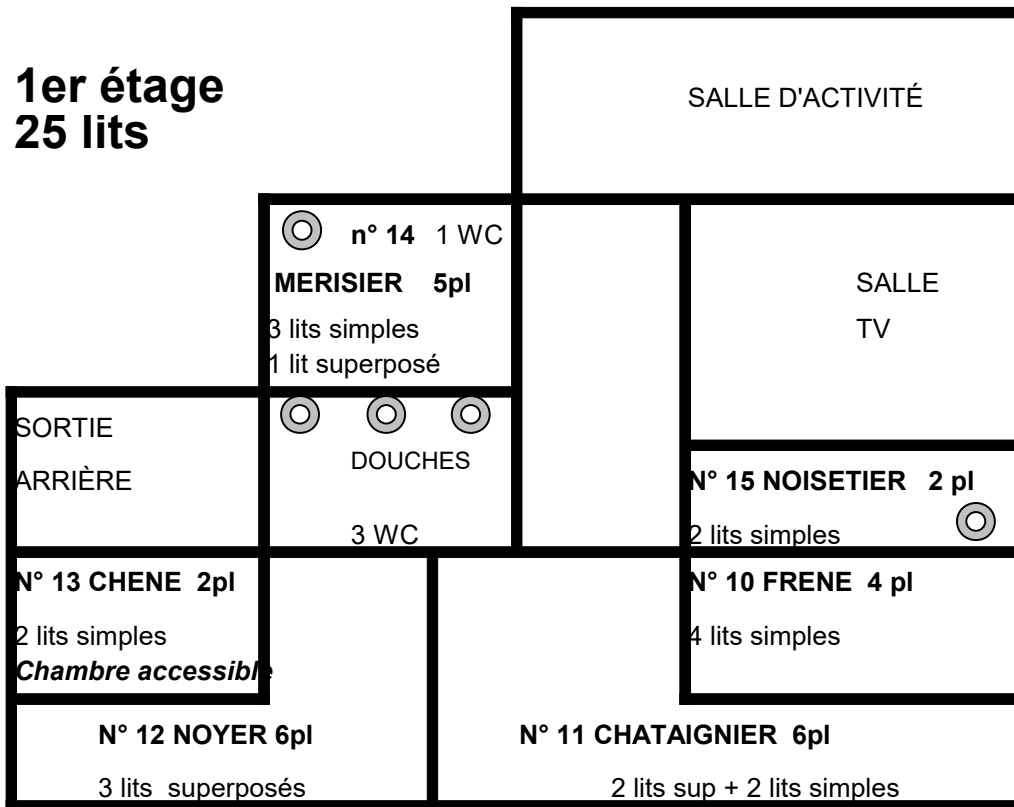 1er étage
25 lits
SALLE D'ACTIVITÉ
n° 14 1 WC
MERISIER 5pl
3 lits simples
1 lit superposé
SALLE
TV
SORTIE
ARRIÈRE
DOUCHES
3 WC
N° 15 NOISETIER 2 pl
2 lits simples
N° 13 CHENE 2pl
2 lits simples
Chambre accessible
N° 10 FRENE 4 pl
4 lits simples
N° 12 NOYER 6pl
3 lits superposés
N° 11 CHATAIGNIER 6pl
2 lits sup + 2 lits simples